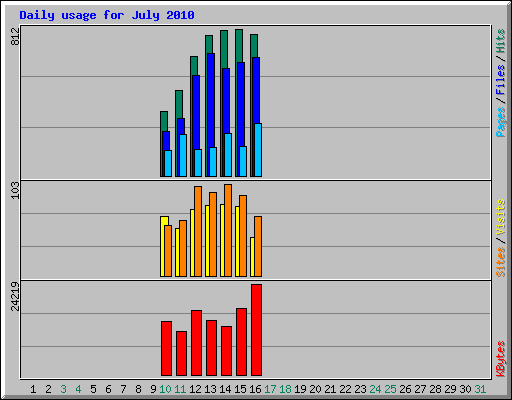 Daily usage for July 2010
812
Pages/Files/Hits
103
Sites/Visits
24219
KBytes
1 2 3 4 5 6 7 8 9 10 11 12 13 14 15 16 17 18 19 20 21 22 23 24 25 26 27 28 29 30 31